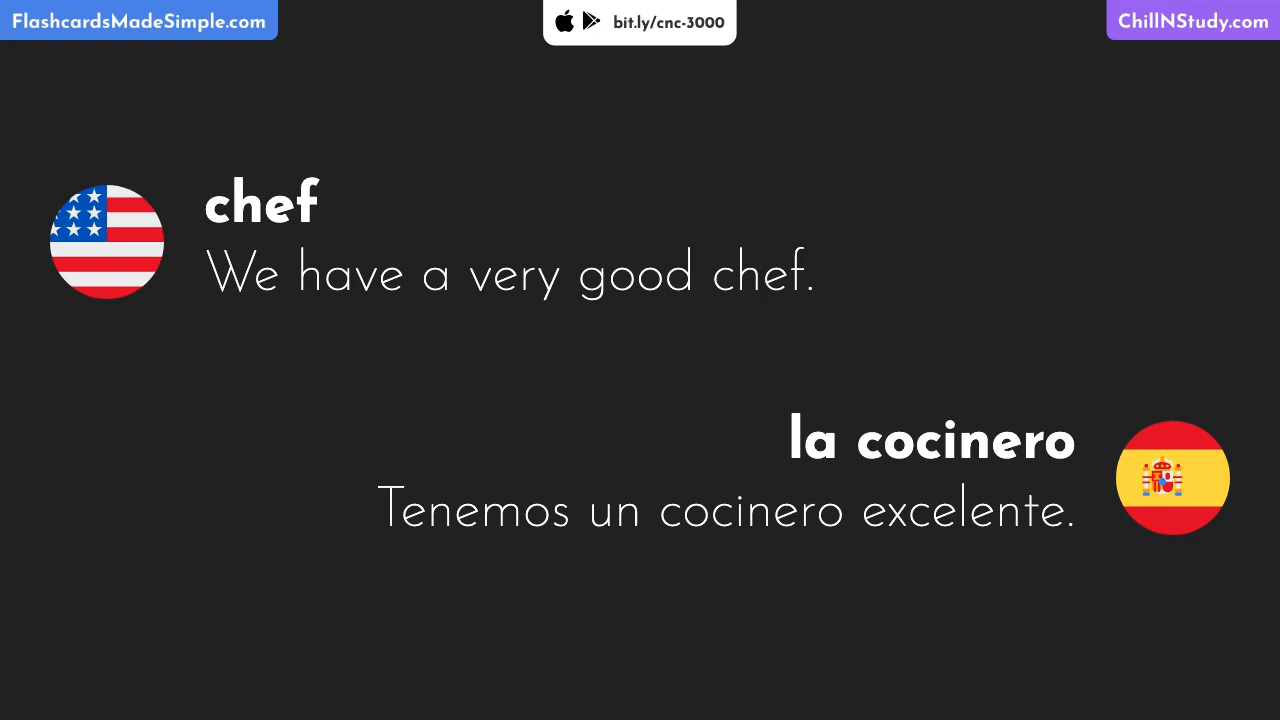 FlashcardsMadeSimple.com
bit.ly/cnc-3000
ChillNStudy.com
chef
We have a very good chef.
la cocinero
Tenemos un cocinero excelente.